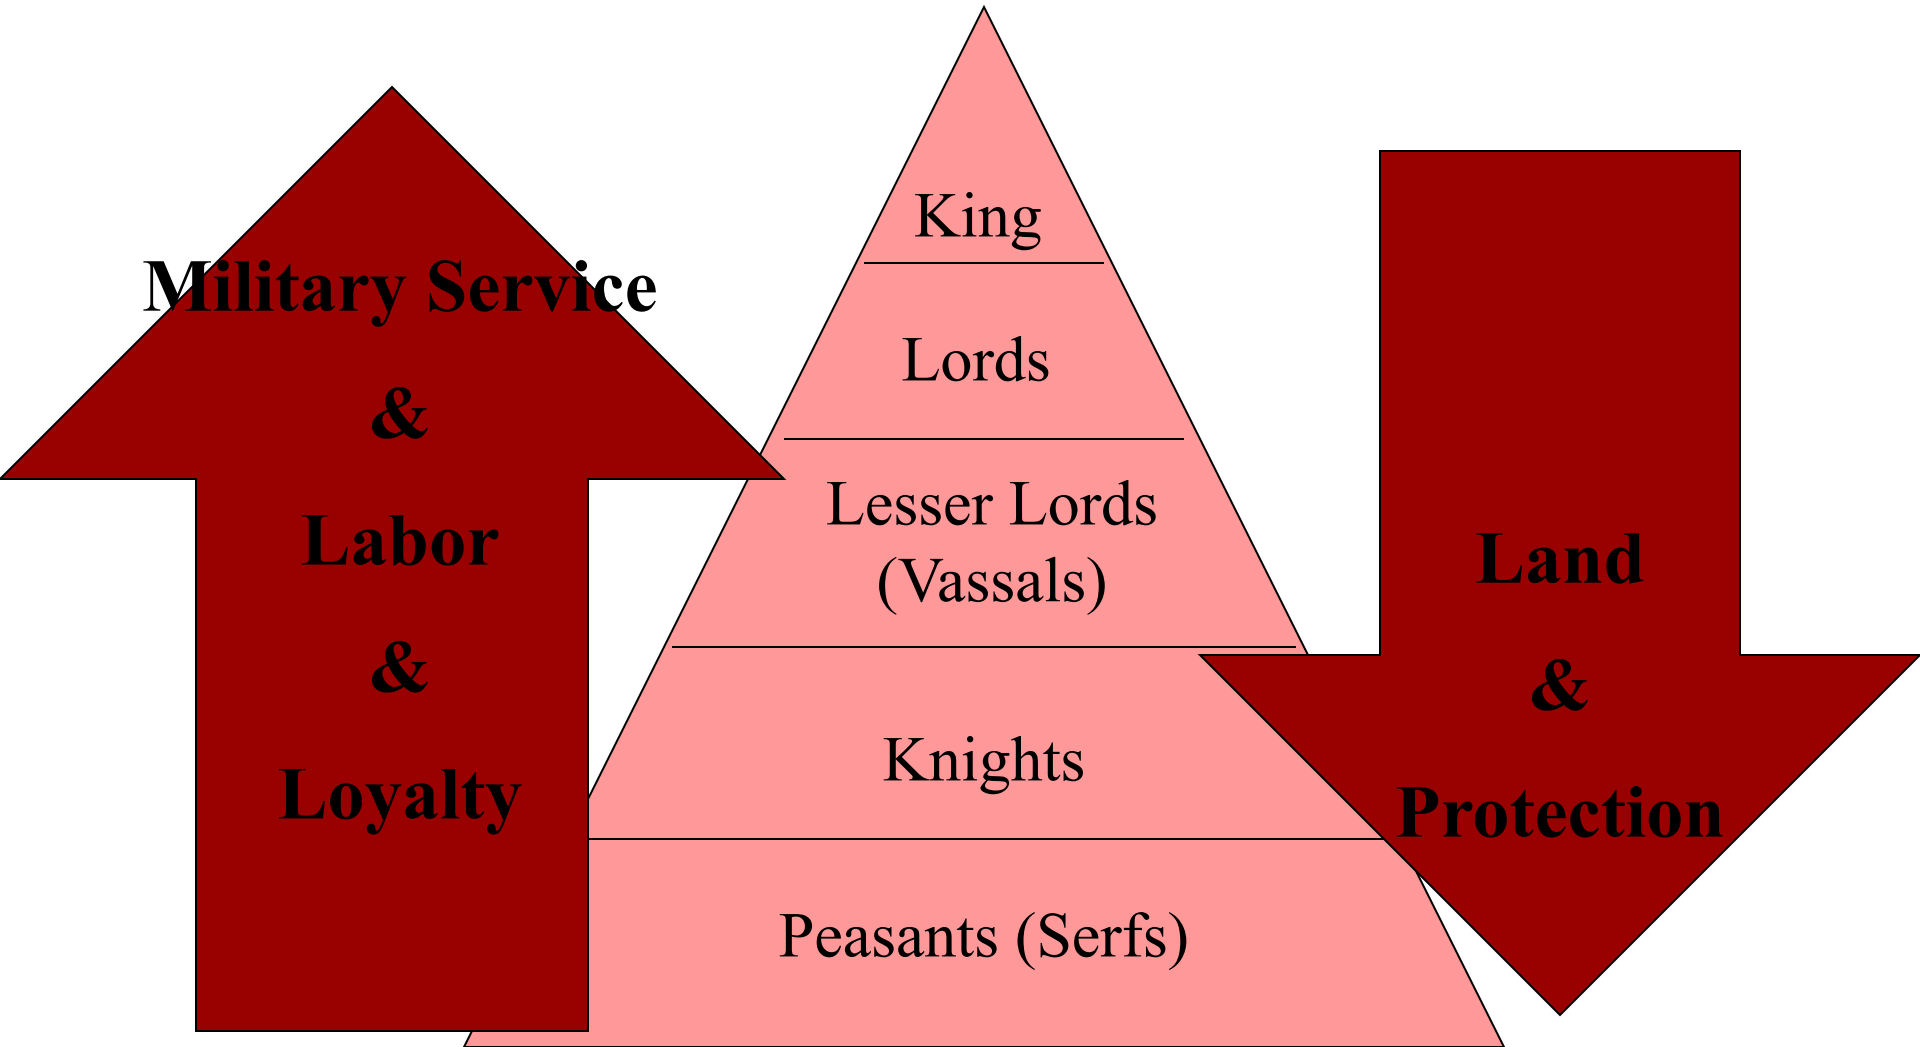 Military Service
&
Labor
&
Loyalty
King
Lords
Lesser Lords
(Vassals)
Knights
Peasants (Serfs)
Land
&
Protection